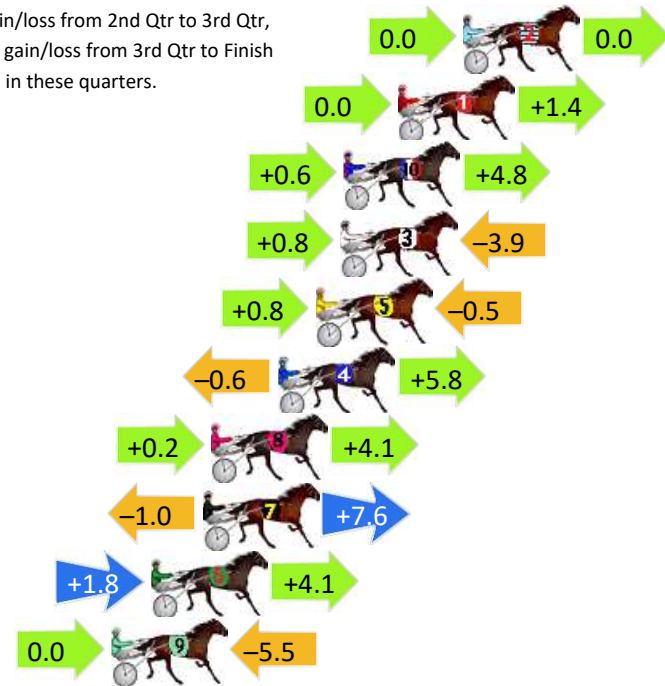 in/loss from 2nd Qtr to 3rd Qtr,
gain/loss from 3rd Qtr to Finish
in these quarters.
0.0 2 0.0
0.0 1 +1.4
+0.6 10 +4.8
+0.8 3 –3.9
+0.8 5 –0.5
–0.6 4 +5.8
+0.2 8 +4.1
–1.0 7 +7.6
+1.8 6 +4.1
0.0 9 –5.5